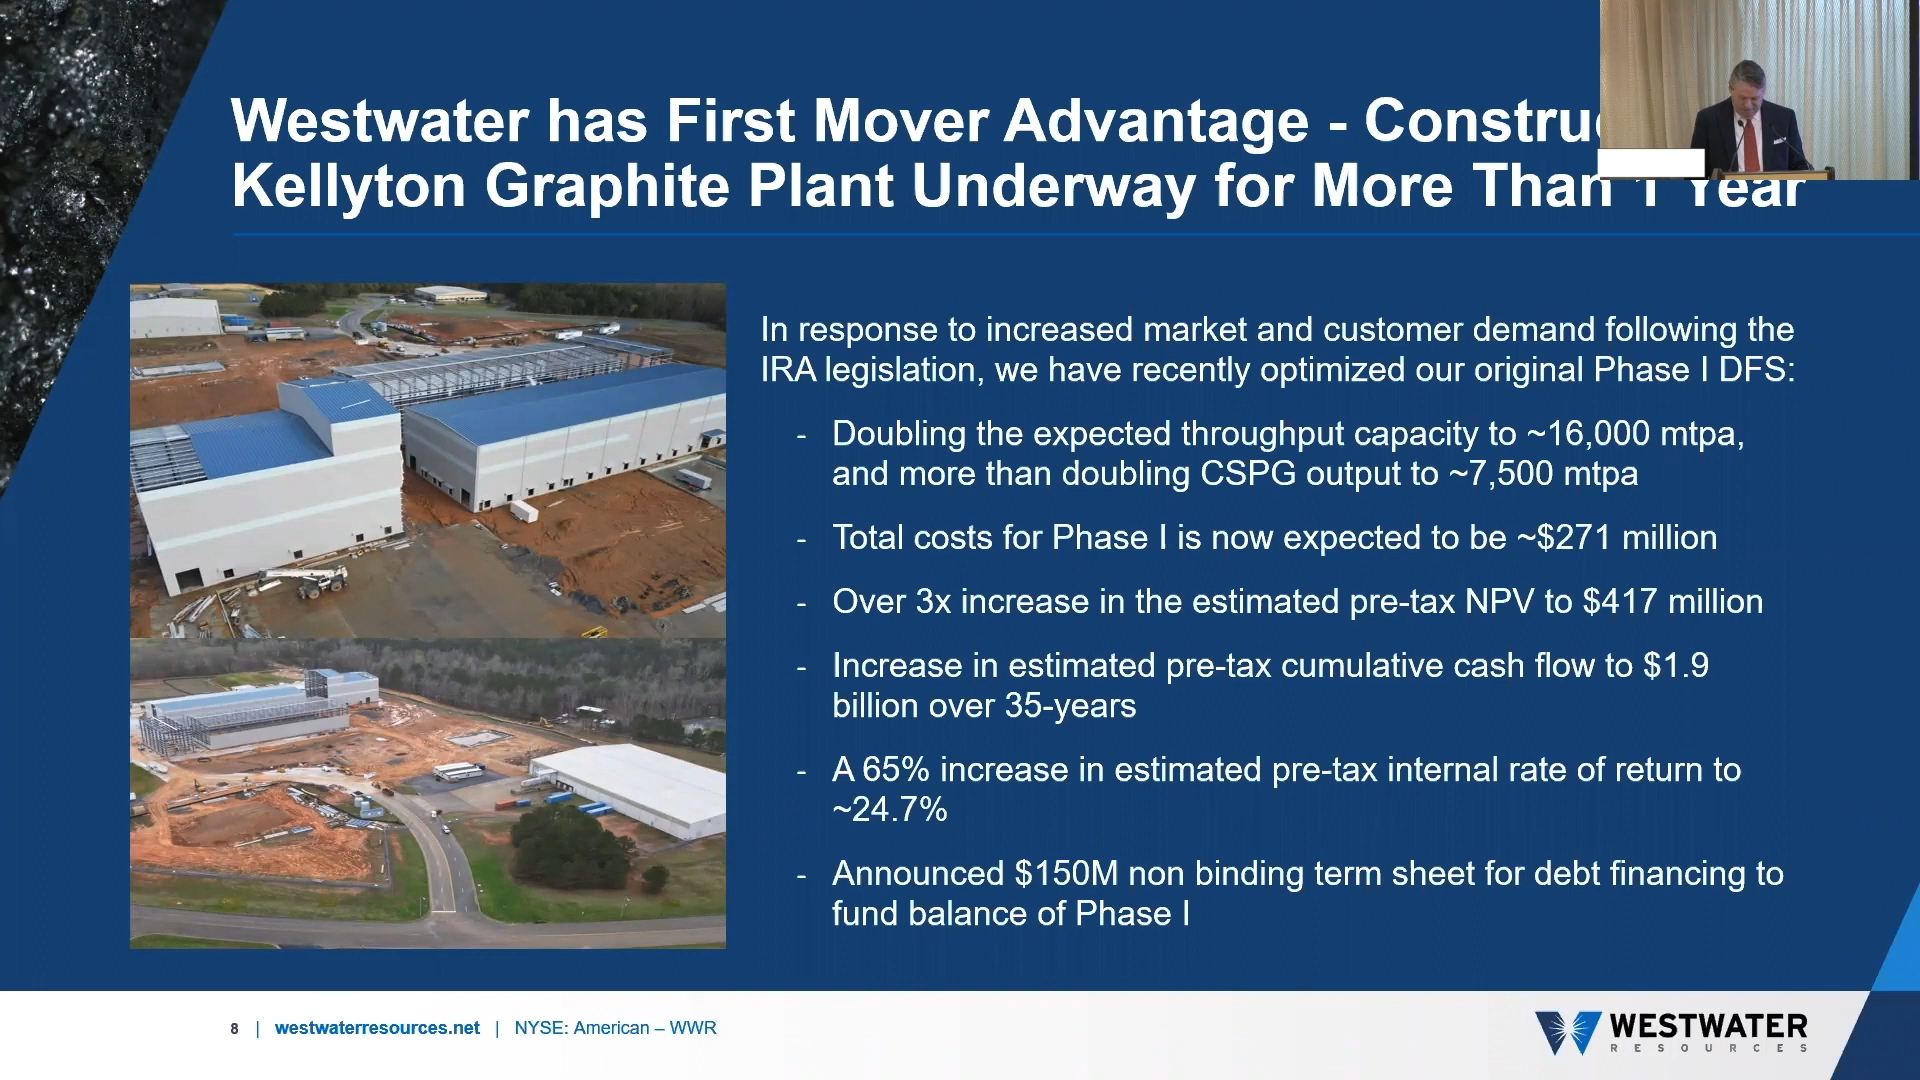 Westwater has First Mover Advantage - Constru
Kellyton Graphite Plant Underway for More Than 1 Year
In response to increased market and customer demand following the
IRA legislation, we have recently optimized our original Phase I DFS:
- Doubling the expected throughput capacity to ~16,000 mtpa,
and more than doubling CSPG output to ~7,500 mtpa
- Total costs for Phase I is now expected to be ~$271 million
- Over 3x increase in the estimated pre-tax NPV to $417 million
- Increase in estimated pre-tax cumulative cash flow to $1.9
billion over 35-years
- A 65% increase in estimated pre-tax internal rate of return to
~24.7%
- Announced $150M non binding term sheet for debt financing to
fund balance of Phase I
8 | westwaterresources.net | NYSE: American – WWR
WESTWATER
RESOURCES